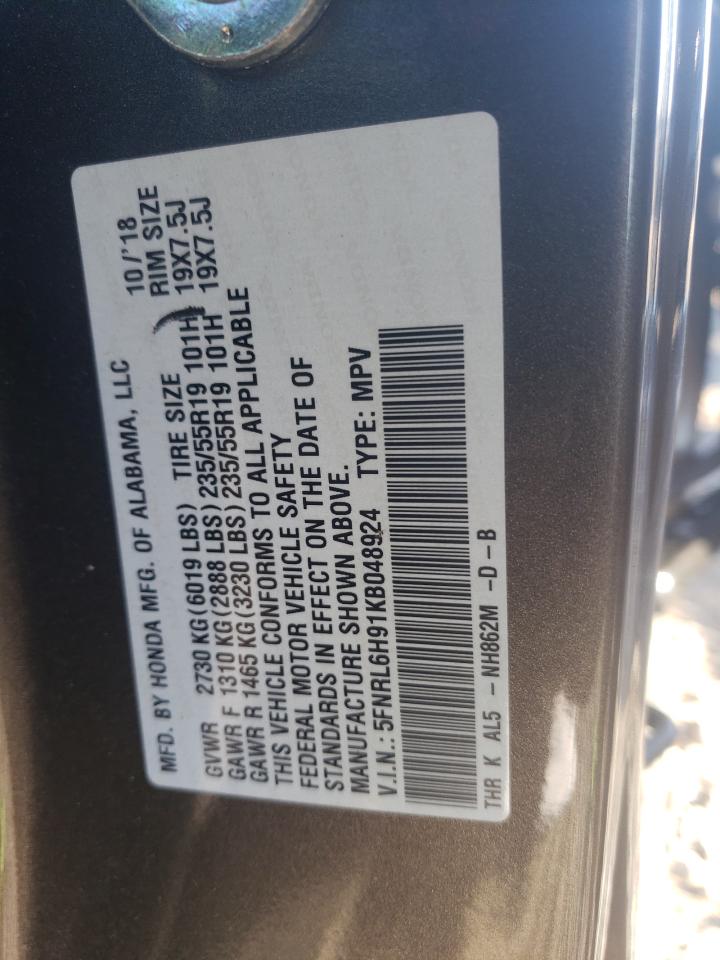 MFD. BY HONDA MFG. OF ALABAMA, LLC 10/'18
GVWR 2730 KG(6019 LBS) TIRE SIZE RIM SIZE
GAWR F 1310 KG(2888 LBS)235/55R19 101H 19X7.5J
GAWR R 1465 KG(3230 LBS)235/55R19 101H 19X7.5J
THIS VEHICLE CONFORMS TO ALL APPLICABLE
FEDERAL MOTOR VEHICLE SAFETY
STANDARDS IN EFFECT ON THE DATE OF
MANUFACTURE SHOWN ABOVE.
V.I.N.: 5FNRL6H91KB048924 TYPE: MPV
THR K AL5 - NH862M -D-B